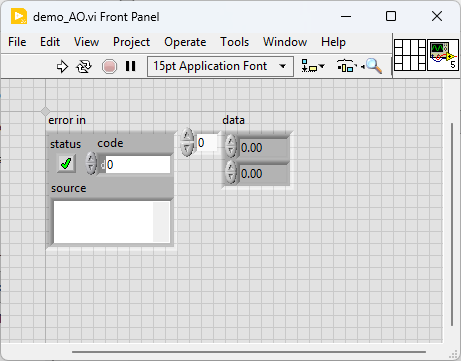 demo_AO.vi Front Panel
File Edit View Project Operate Tools Window Help
15pt Application Font
5
error in
data
status code
0
0
0.00
0.00
source